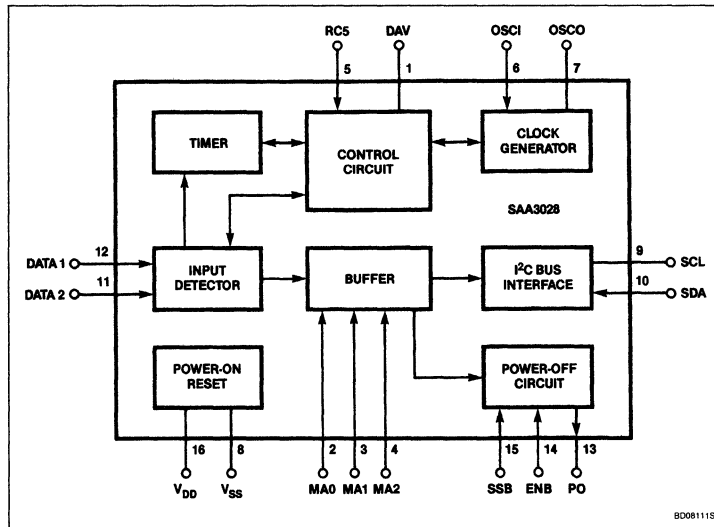 RC5 DAV OSCI OSCO
5 1 6 7
TIMER
CONTROL
CIRCUIT
CLOCK
GENERATOR
SAA3028
DATA 1 12
DATA 2 11
INPUT
DETECTOR
BUFFER
I²C BUS
INTERFACE
9 SCL
10 SDA
POWER-ON
RESET
POWER-OFF
CIRCUIT
16 8 2 3 4 15 14 13
VDD VSS MA0 MA1 MA2 SSB ENB PO
BD08111S